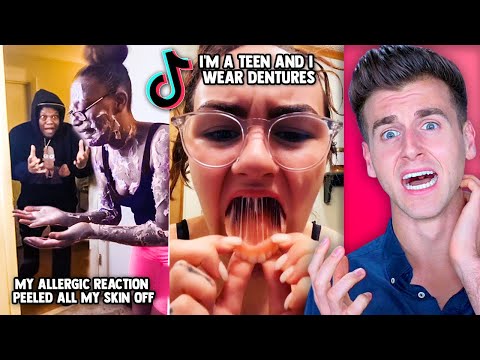 I'M A TEEN AND I
WEAR DENTURES
MY ALLERGIC REACTION
PEELED ALL MY SKIN OFF